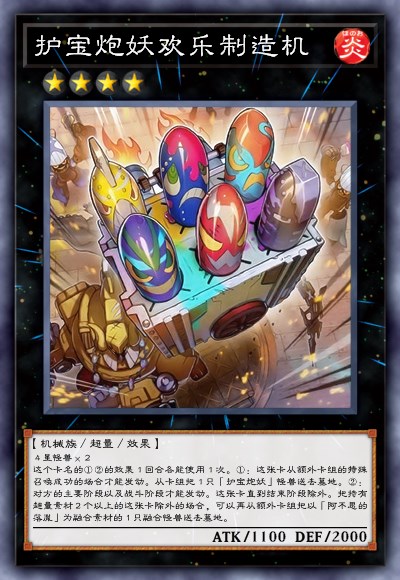 护宝炮妖欢乐制造机
ほのお
炎
【机械族／超量／效果】
4星怪兽×2
这个卡名的①②的效果1回合各能使用1次。①：这张卡从额外卡组的特殊
召唤成功的场合才能发动。从卡组把1只「护宝炮妖」怪兽送去墓地。②：
对方的主要阶段以及战斗阶段才能发动。这张卡直到结束阶段除外。把持有
超量素材2个以上的这张卡除外的场合，可以再从额外卡组把以「阿不思的
落胤」为融合素材的1只融合怪兽送去墓地。
ATK/1100 DEF/2000